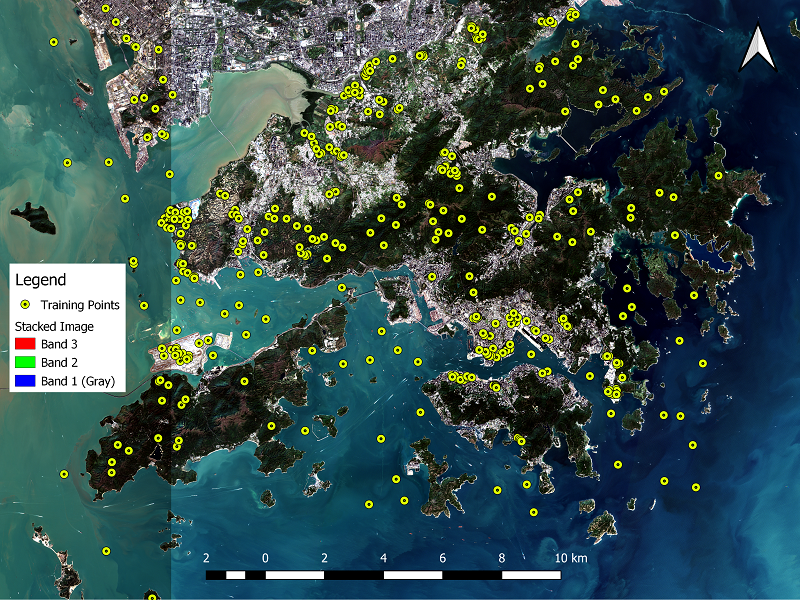 Legend
Training Points
Stacked Image
Band 3
Band 2
Band 1 (Gray)
2 0 2 4 6 8 10 km